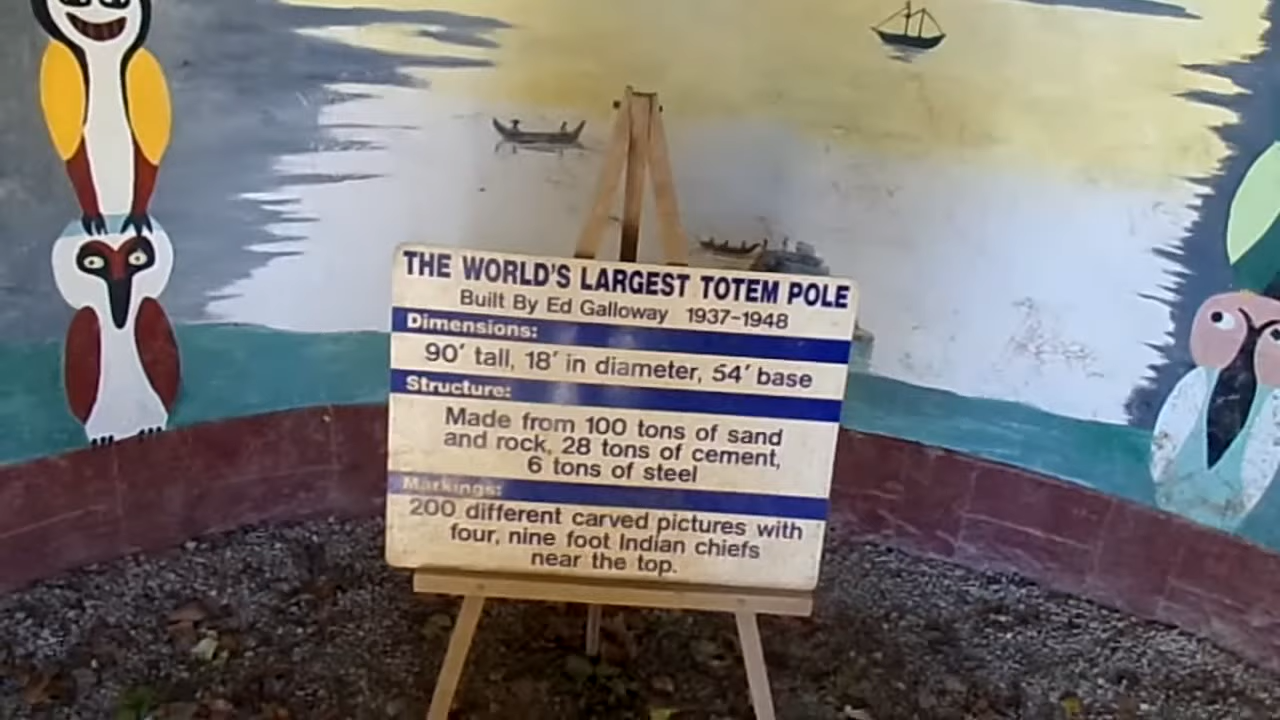 THE WORLD'S LARGEST TOTEM POLE
Built By Ed Galloway 1937-1948
Dimensions:
90' tall, 18' in diameter, 54' base
Structure:
Made from 100 tons of sand
and rock, 28 tons of cement,
6 tons of steel
Markings:
200 different carved pictures with
four, nine foot Indian chiefs
near the top.